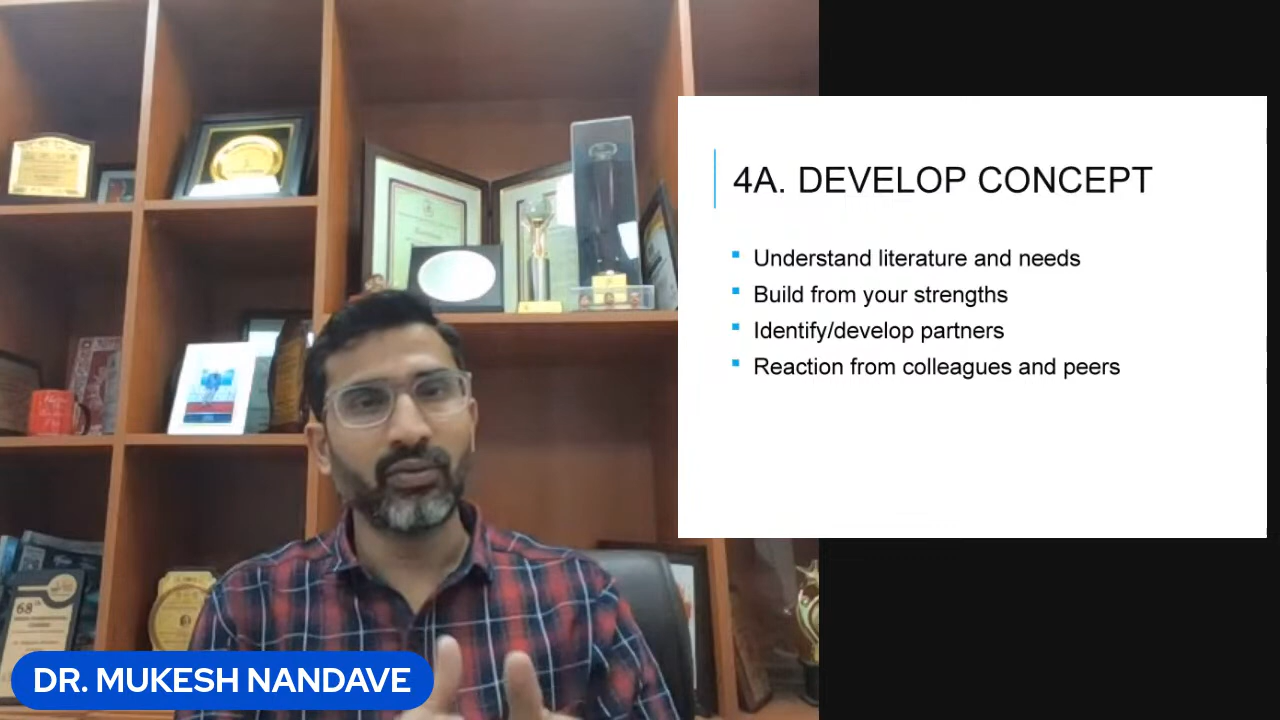 4A. DEVELOP CONCEPT
Understand literature and needs
Build from your strengths
Identify/develop partners
Reaction from colleagues and peers
68
DR. MUKESH NANDAVE